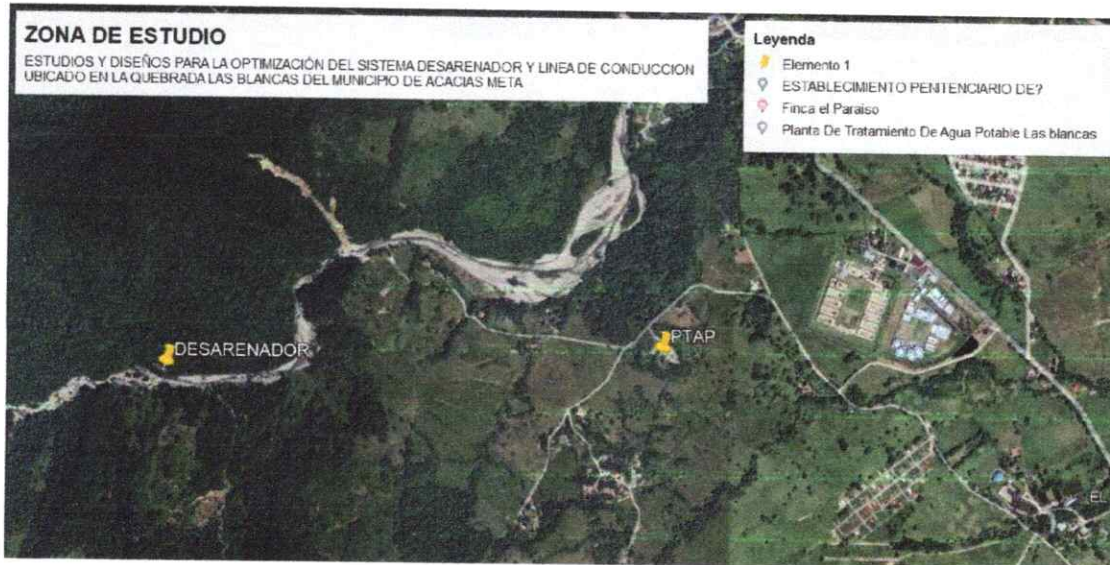 ZONA DE ESTUDIO
ESTUDIOS Y DISEÑOS PARA LA OPTIMIZACIÓN DEL SISTEMA DESARENADOR Y LINEA DE CONDUCCION
UBICADO EN LA QUEBRADA LAS BLANCAS DEL MUNICIPIO DE ACACIAS META
Leyenda
Elemento 1
ESTABLECIMIENTO PENITENCIARIO DE?
Finca el Paraiso
Planta De Tratamiento De Agua Potable Las blancas
DESARENADOR
PTAP
EL